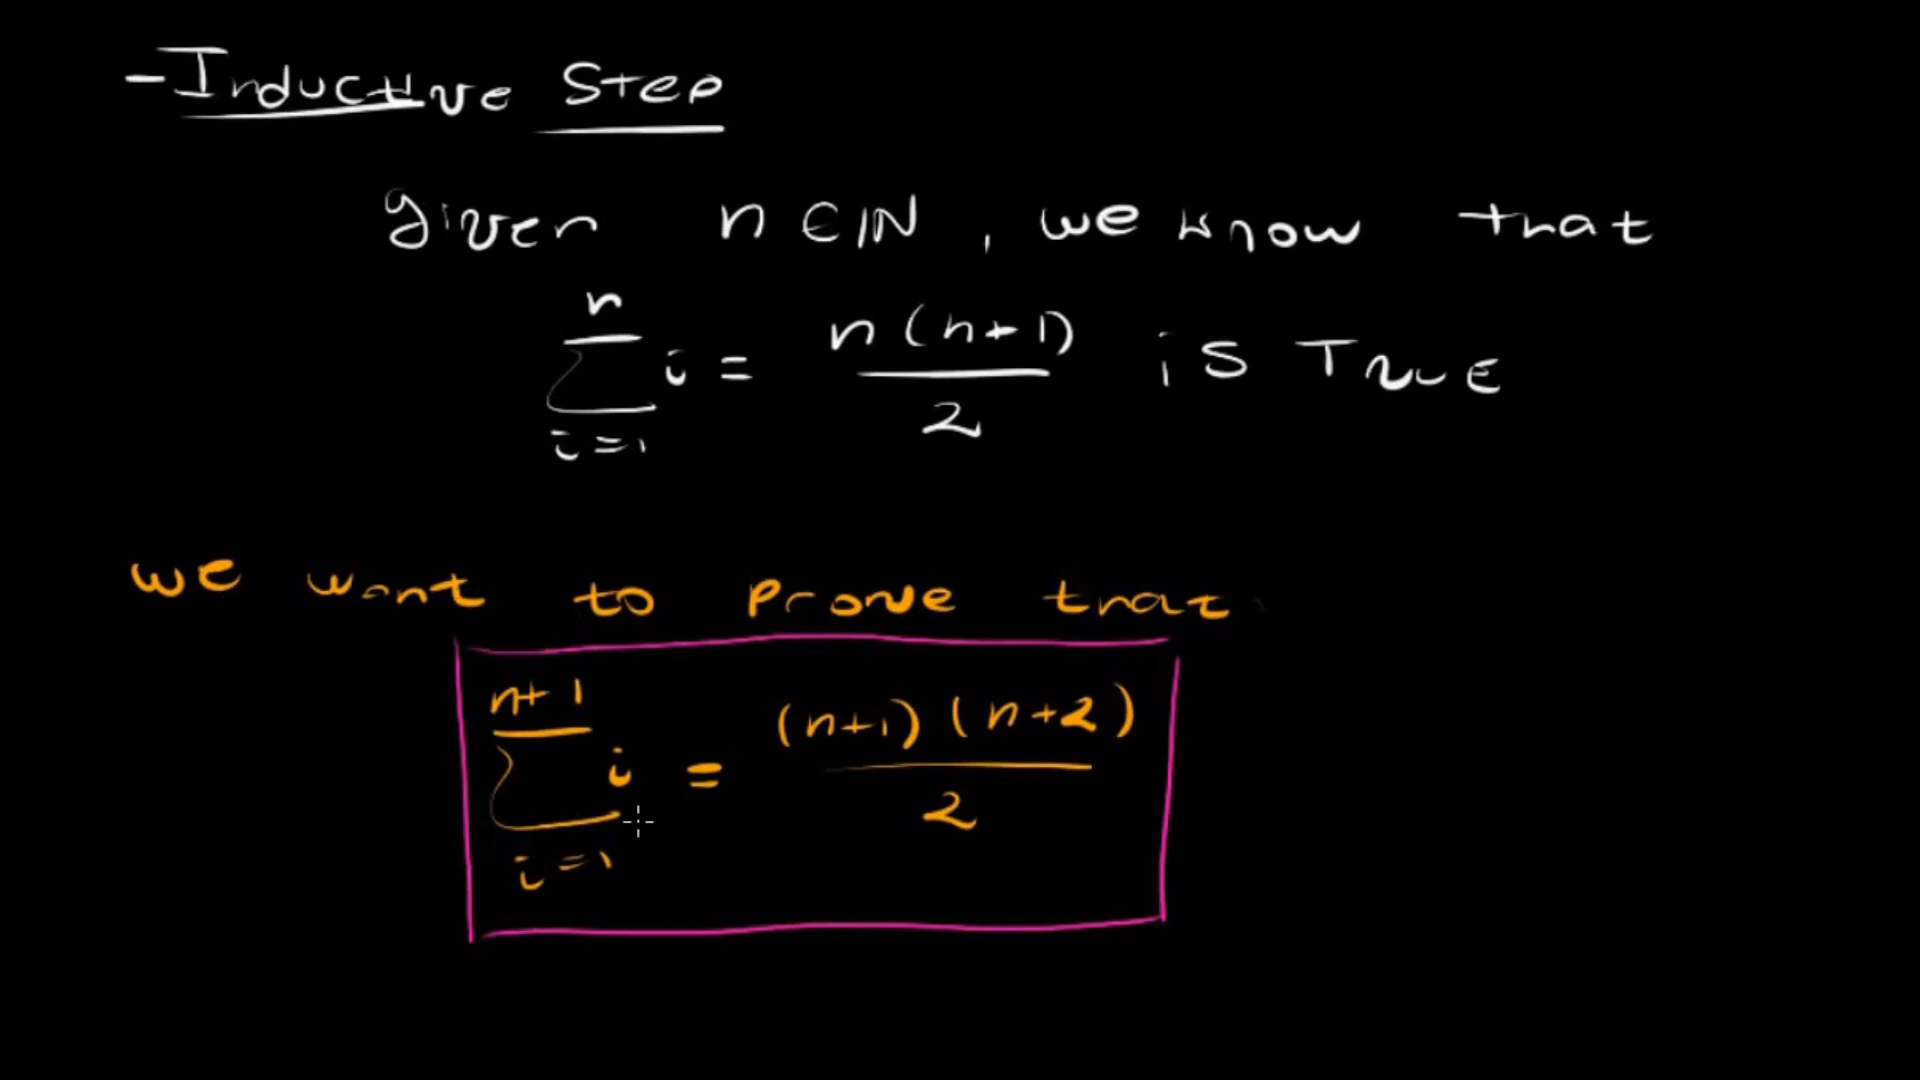 - Inductive Step
given n ∈ ℕ, we know that
∑_{i=1}^{n} i = n(n+1)/2 is True
we want to prove that
∑_{i=1}^{n+1} i = (n+1)(n+2)/2